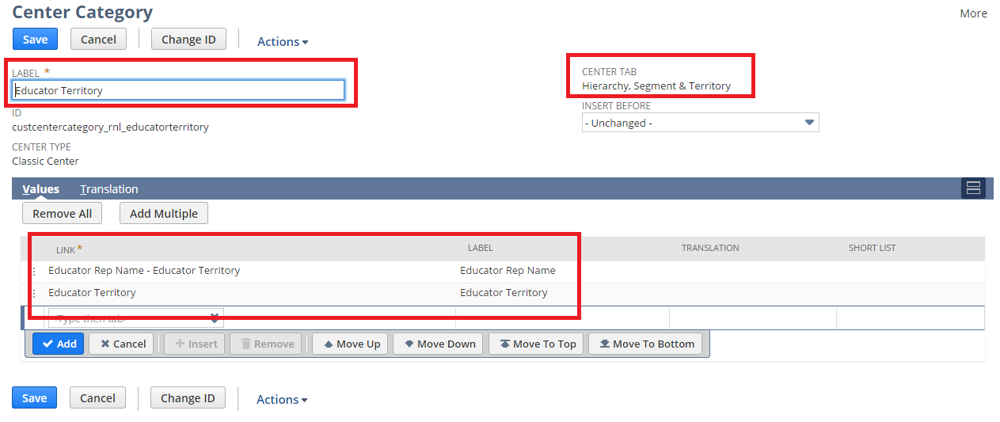 Center Category
More
Save
Cancel
Change ID
Actions
LABEL *
Educator Territory
ID
custcentercategory_rnl_educatorterritory
CENTER TYPE
Classic Center
CENTER TAB
Hierarchy, Segment & Territory
INSERT BEFORE
- Unchanged -
Values Translation
Remove All Add Multiple
LINK * LABEL TRANSLATION SHORT LIST
Educator Rep Name - Educator Territory Educator Rep Name
Educator Territory Educator Territory
<Type then tab>
Add Cancel Insert Remove Move Up Move Down Move To Top Move To Bottom
Save Cancel Change ID Actions